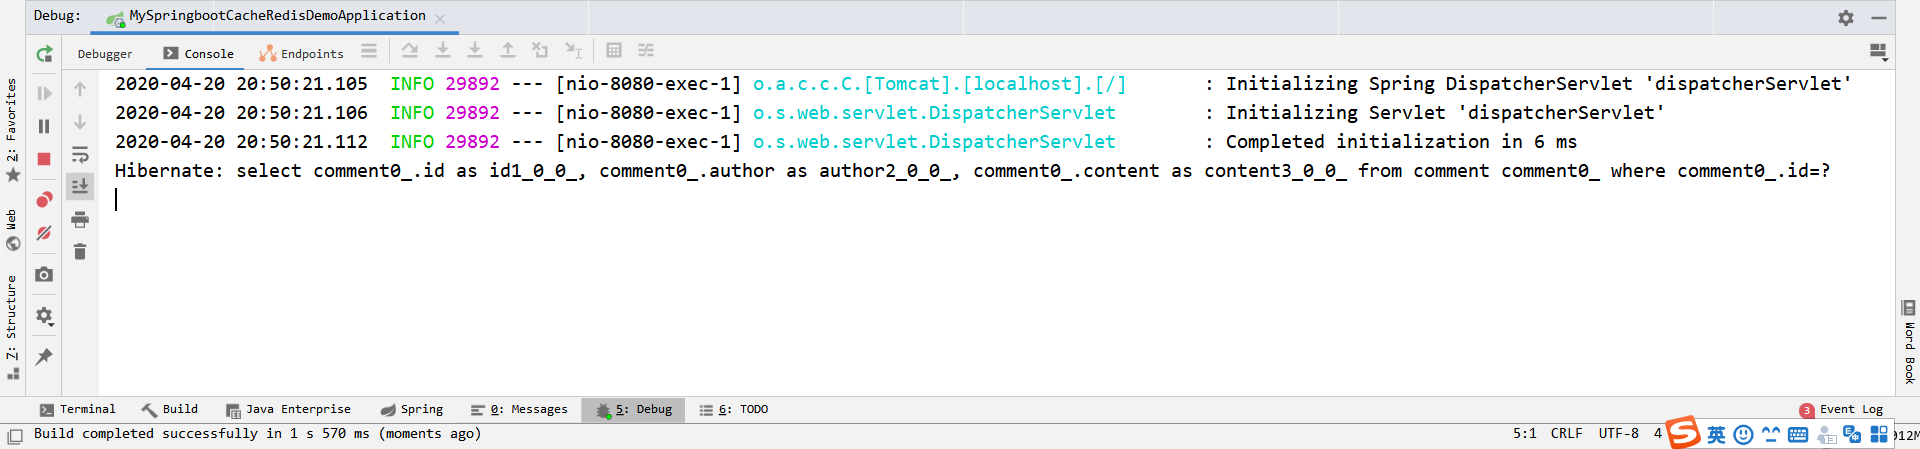 Debug: MySpringbootCacheRedisDemoApplication
Debugger Console Endpoints
2020-04-20 20:50:21.105  INFO 29892 --- [nio-8080-exec-1] o.a.c.c.C.[Tomcat].[localhost].[/]       : Initializing Spring DispatcherServlet 'dispatcherServlet'
2020-04-20 20:50:21.106  INFO 29892 --- [nio-8080-exec-1] o.s.web.servlet.DispatcherServlet        : Initializing Servlet 'dispatcherServlet'
2020-04-20 20:50:21.112  INFO 29892 --- [nio-8080-exec-1] o.s.web.servlet.DispatcherServlet        : Completed initialization in 6 ms
Hibernate: select comment0_.id as id1_0_0_, comment0_.author as author2_0_0_, comment0_.content as content3_0_0_ from comment comment0_ where comment0_.id=?
2: Favorites
Web
Z: Structure
Word Book
Terminal Build Java Enterprise Spring 0: Messages 5: Debug 6: TODO 3 Event Log
Build completed successfully in 1 s 570 ms (moments ago) 5:1 CRLF UTF-8 4 英